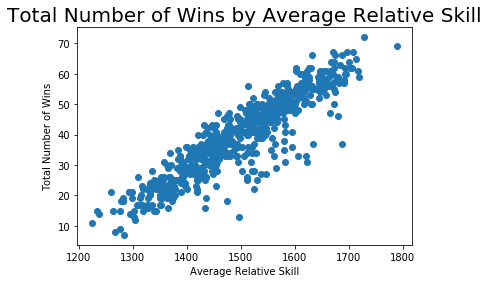 Total Number of Wins by Average Relative Skill
70
60
50
40
30
20
10
Total Number of Wins
1200 1300 1400 1500 1600 1700 1800
Average Relative Skill